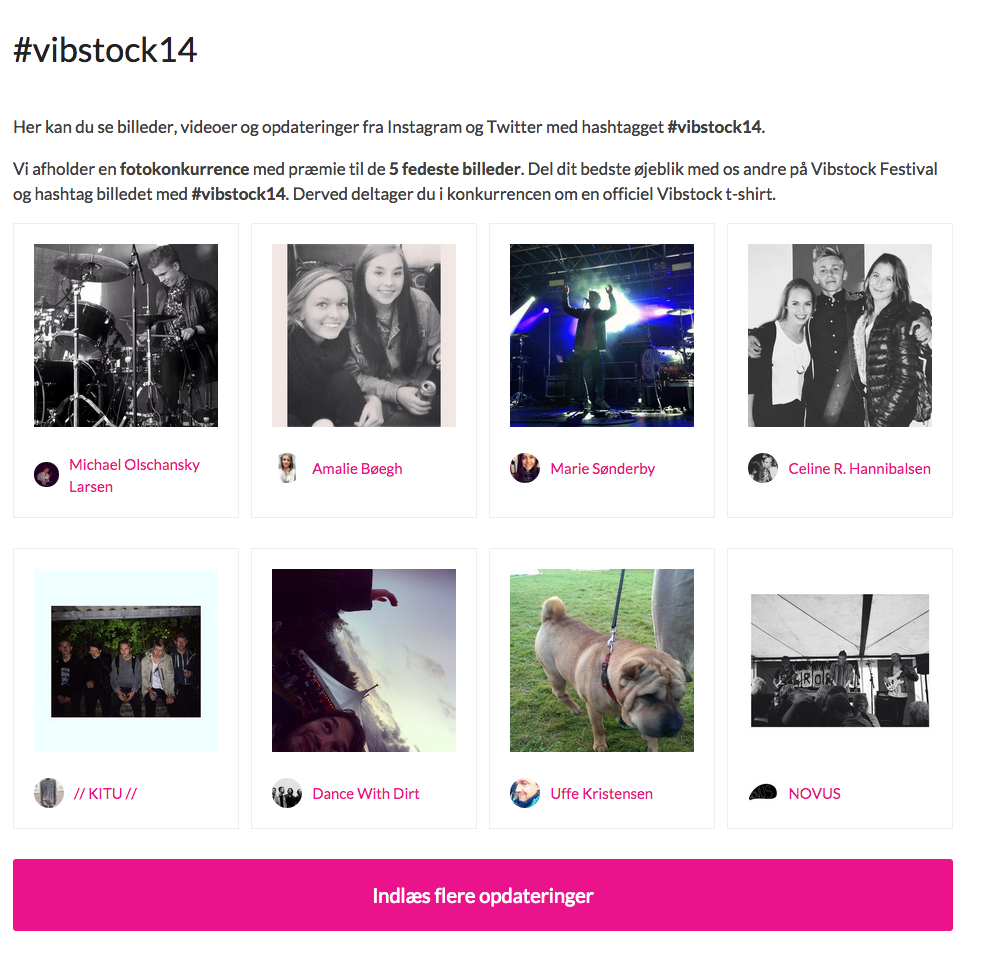 #vibstock14
Her kan du se billeder, videoer og opdateringer fra Instagram og Twitter med hashtagget #vibstock14.
Vi afholder en fotokonkurrence med præmie til de 5 fedeste billeder. Del dit bedste øjeblik med os andre på Vibstock Festival
og hashtag billedet med #vibstock14. Derved deltager du i konkurrencen om en officiel Vibstock t-shirt.
Michael Olschansky
Larsen
Amalie Bøegh
Marie Sønderby
Celine R. Hannibalsen
// KITU //
Dance With Dirt
Uffe Kristensen
NOVUS
Indlæs flere opdateringer